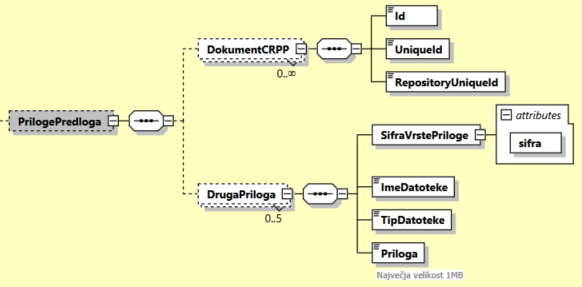 Id
DokumentCRPP
UniqueId
0..∞
RepositoryUniqueId
PrilogePredloga
attributes
SifraVrstePriloge
sifra
DrugaPriloga
ImeDatoteke
0..5
TipDatoteke
Priloga
Največja velikost 1MB